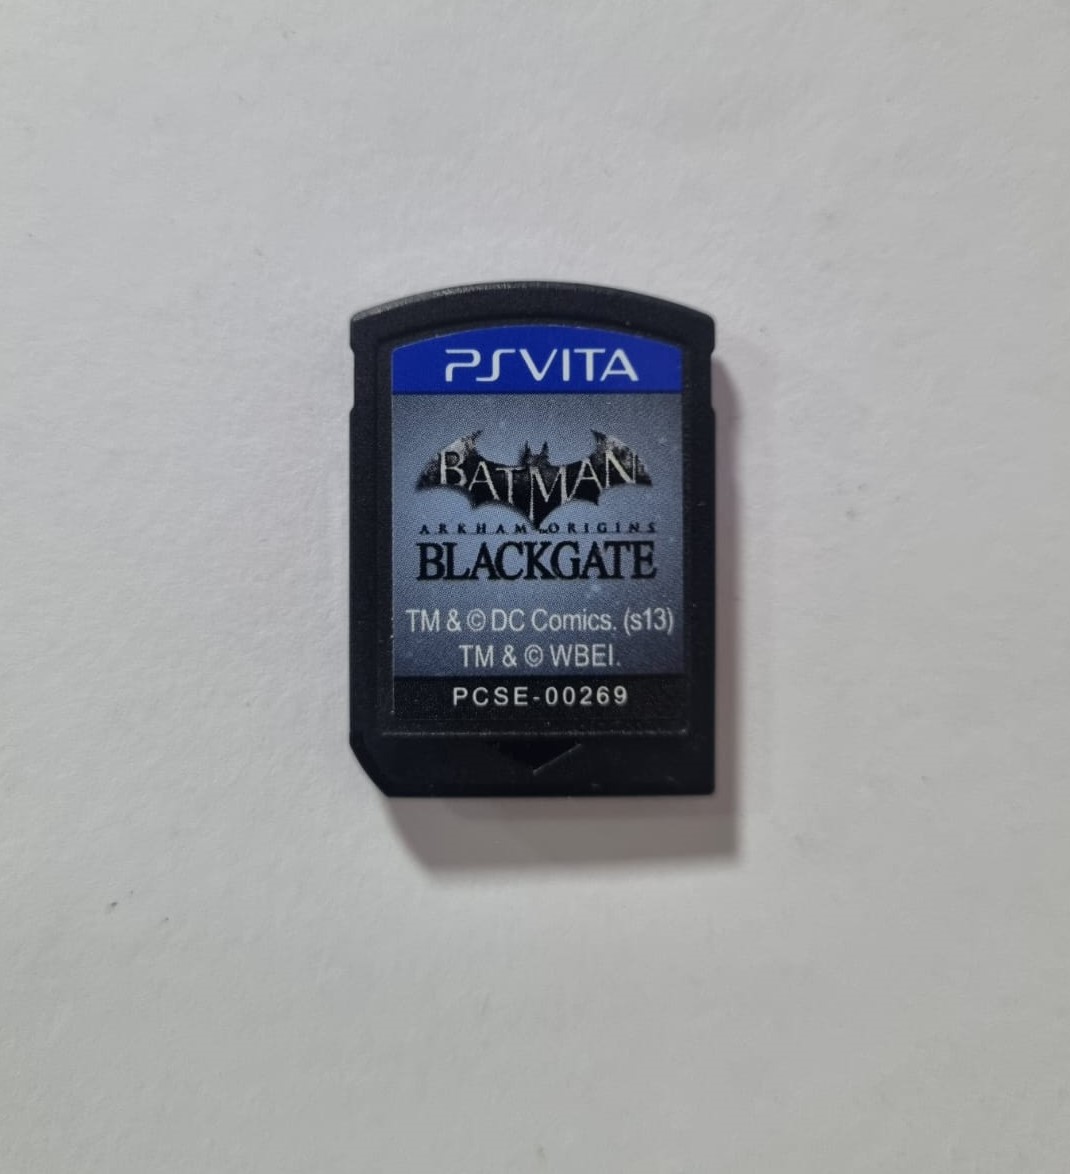 PSVITA
BATMAN
ARKHAM ORIGINS
BLACKGATE
TM & © DC Comics. (s13)
TM & © WBEI.
PCSE-00269